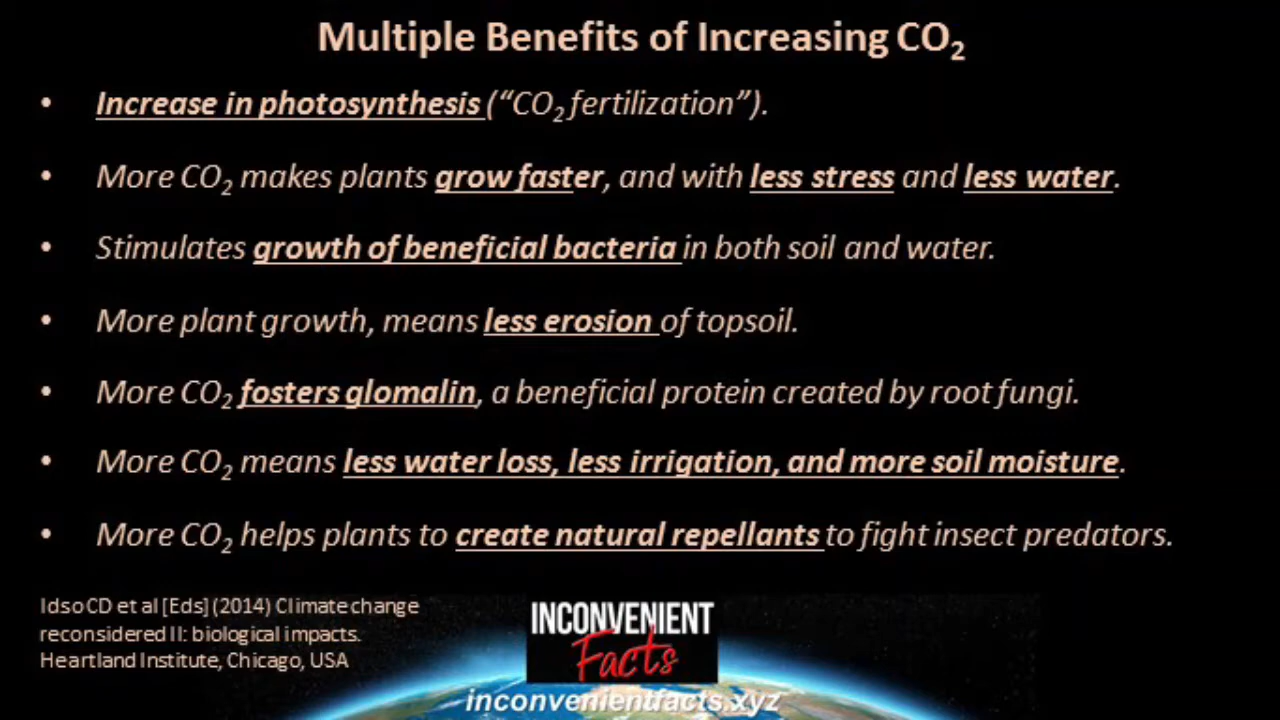 Multiple Benefits of Increasing CO₂
• Increase in photosynthesis (“CO₂ fertilization”).
• More CO₂ makes plants grow faster, and with less stress and less water.
• Stimulates growth of beneficial bacteria in both soil and water.
• More plant growth, means less erosion of topsoil.
• More CO₂ fosters glomalin, a beneficial protein created by root fungi.
• More CO₂ means less water loss, less irrigation, and more soil moisture.
• More CO₂ helps plants to create natural repellants to fight insect predators.
Idso CD et al [Eds] (2014) Climate change
reconsidered II: biological impacts.
Heartland Institute, Chicago, USA
INCONVENIENT
Facts
inconvenientfacts.xyz